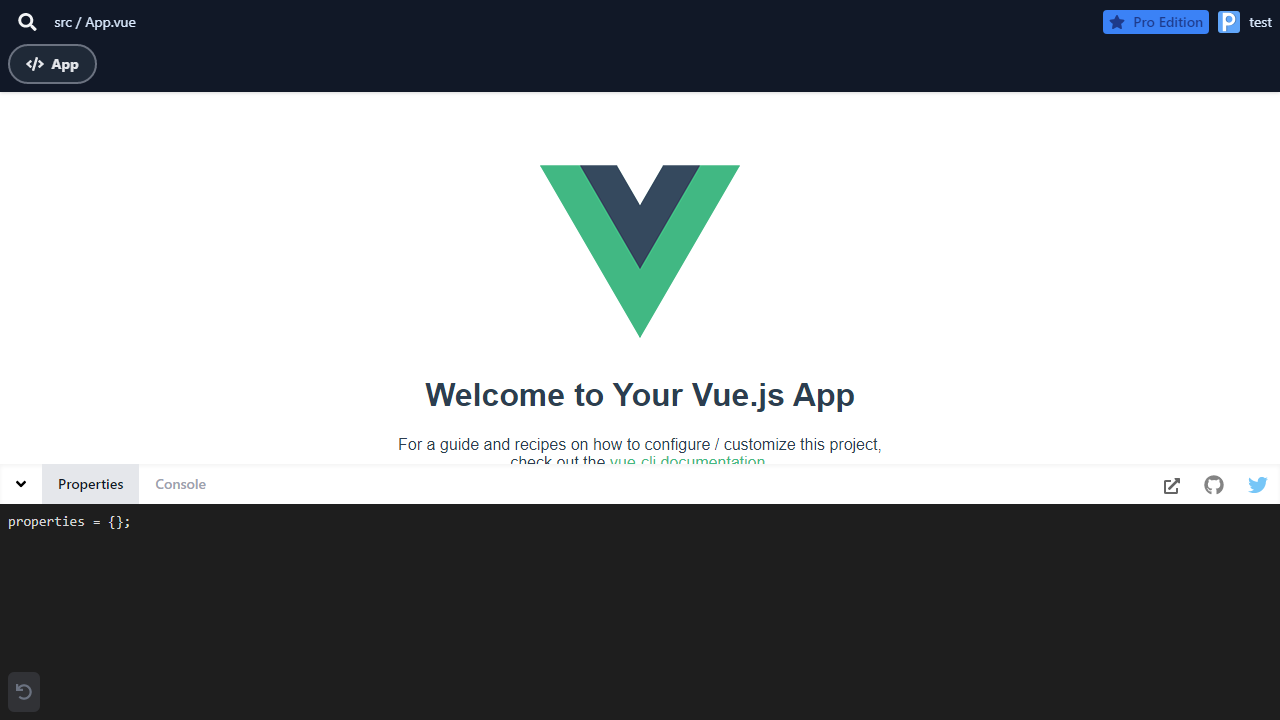 src / App.vue
Pro Edition
test
App
Welcome to Your Vue.js App
For a guide and recipes on how to configure / customize this project,
check out the vue-cli documentation.
Properties
Console
properties = {};